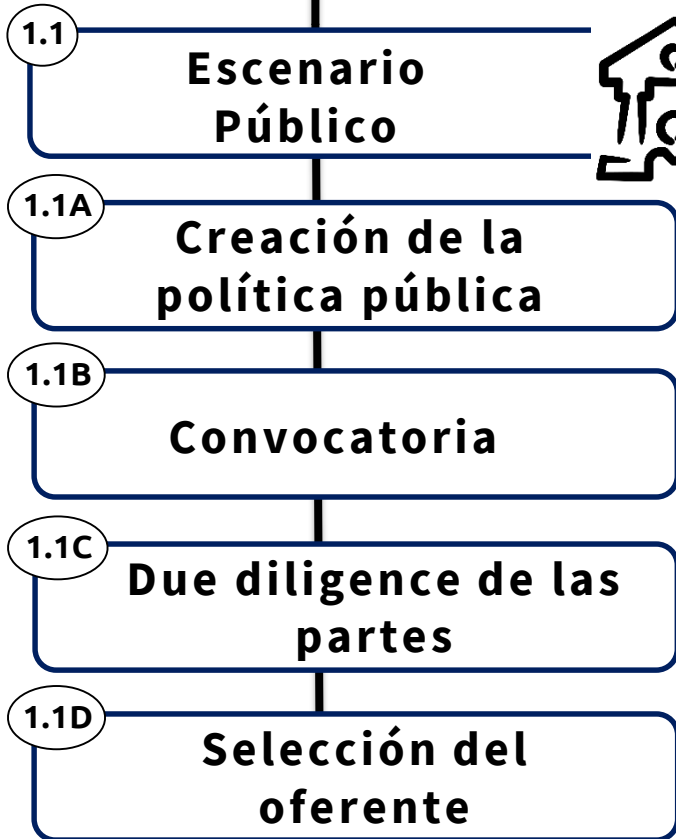 1.1
Escenario
Público
1.1A
Creación de la
política pública
1.1B
Convocatoria
1.1C
Due diligence de las
partes
1.1D
Selección del
oferente